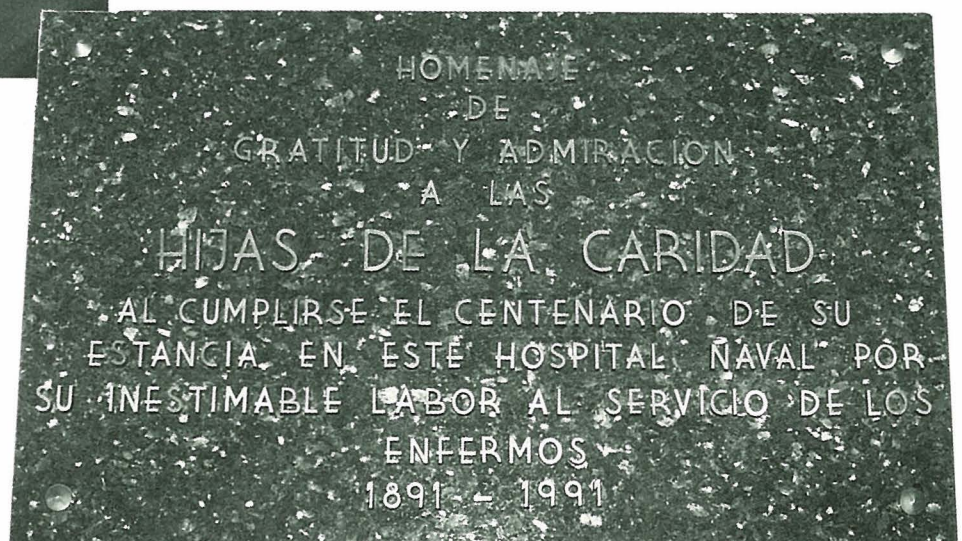 HOMENAJE
DE
GRATITUD Y ADMIRACION
A LAS
HIJAS DE LA CARIDAD
AL CUMPLIRSE EL CENTENARIO DE SU
ESTANCIA EN ESTE HOSPITAL NAVAL POR
SU INESTIMABLE LABOR AL SERVICIO DE LOS
ENFERMOS
1891 - 1991